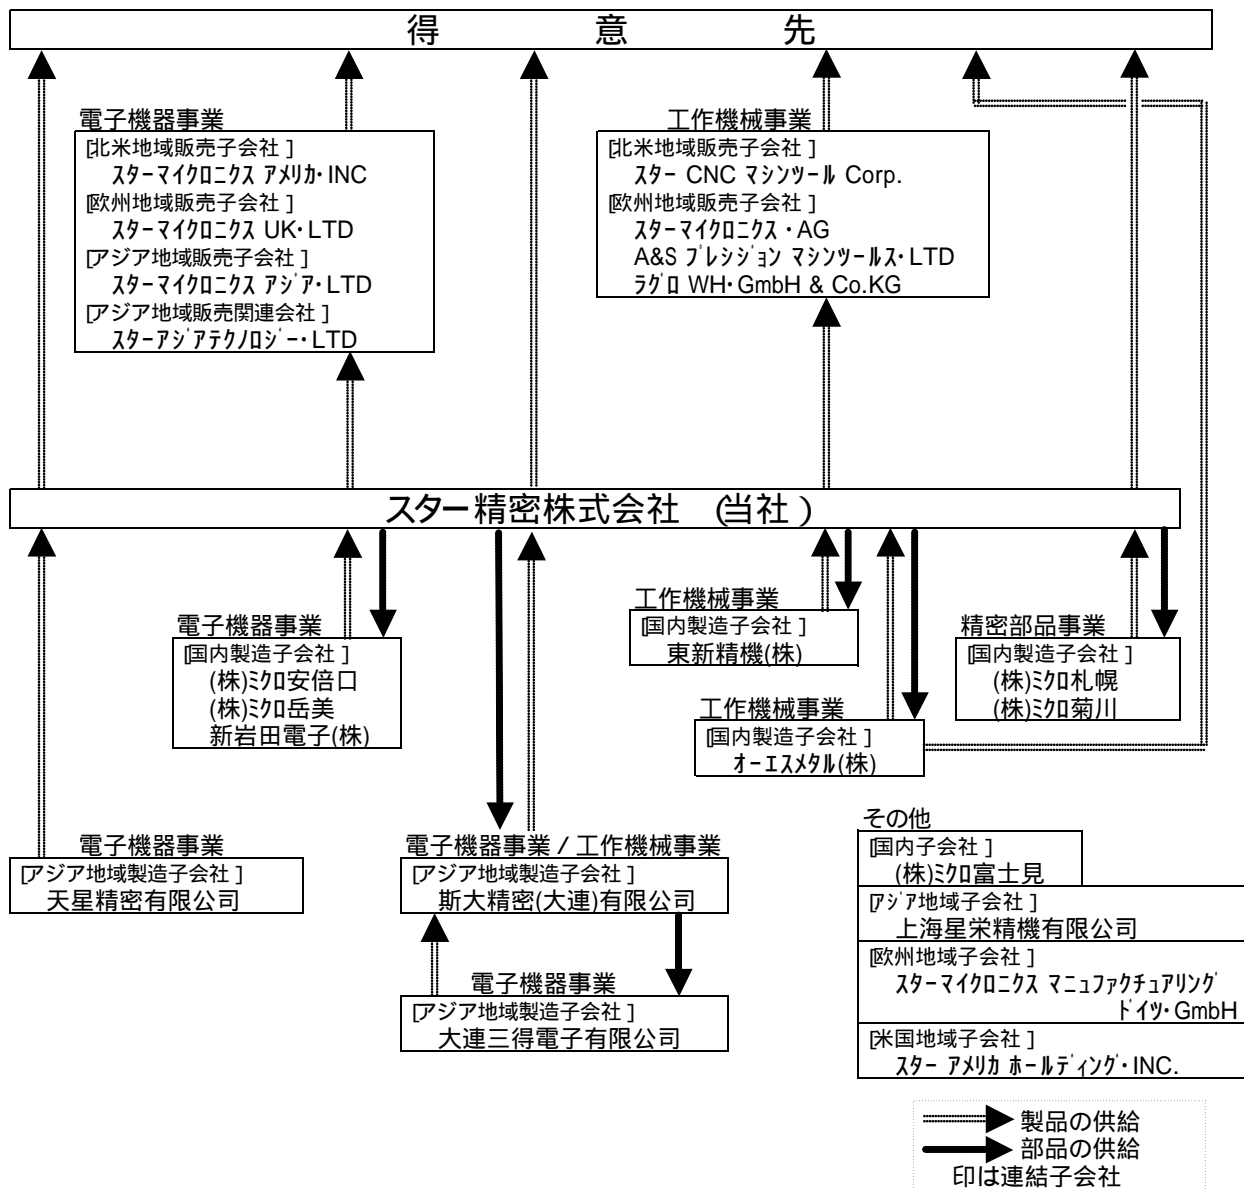 得意先
電子機器事業
[北米地域販売子会社]
スターマイクロニクス アメリカ・INC
[欧州地域販売子会社]
スターマイクロニクス UK・LTD
[アジア地域販売子会社]
スターマイクロニクス アジア・LTD
[アジア地域販売関連会社]
スターアジアテクノロジー・LTD
工作機械事業
[北米地域販売子会社]
スター CNC マシンツール Corp.
[欧州地域販売子会社]
スターマイクロニクス・AG
A&S プレシジョン マシンツールス・LTD
ラグロ WH・GmbH & Co.KG
スター精密株式会社 (当社)
電子機器事業
[国内製造子会社]
(株)ミクロ安倍口
(株)ミクロ岳美
新岩田電子(株)
工作機械事業
[国内製造子会社]
東新精機(株)
工作機械事業
[国内製造子会社]
オーエスメタル(株)
精密部品事業
[国内製造子会社]
(株)ミクロ札幌
(株)ミクロ菊川
電子機器事業
[アジア地域製造子会社]
天星精密有限公司
電子機器事業 / 工作機械事業
[アジア地域製造子会社]
斯大精密(大連)有限公司
電子機器事業
[アジア地域製造子会社]
大連三得電子有限公司
その他
[国内子会社]
(株)ミクロ富士見
[アジア地域子会社]
上海星栄精機有限公司
[欧州地域子会社]
スターマイクロニクス マニュファクチュアリング
ドイツ・GmbH
[米国地域子会社]
スター アメリカ ホールディング・INC.
製品の供給
部品の供給
印は連結子会社